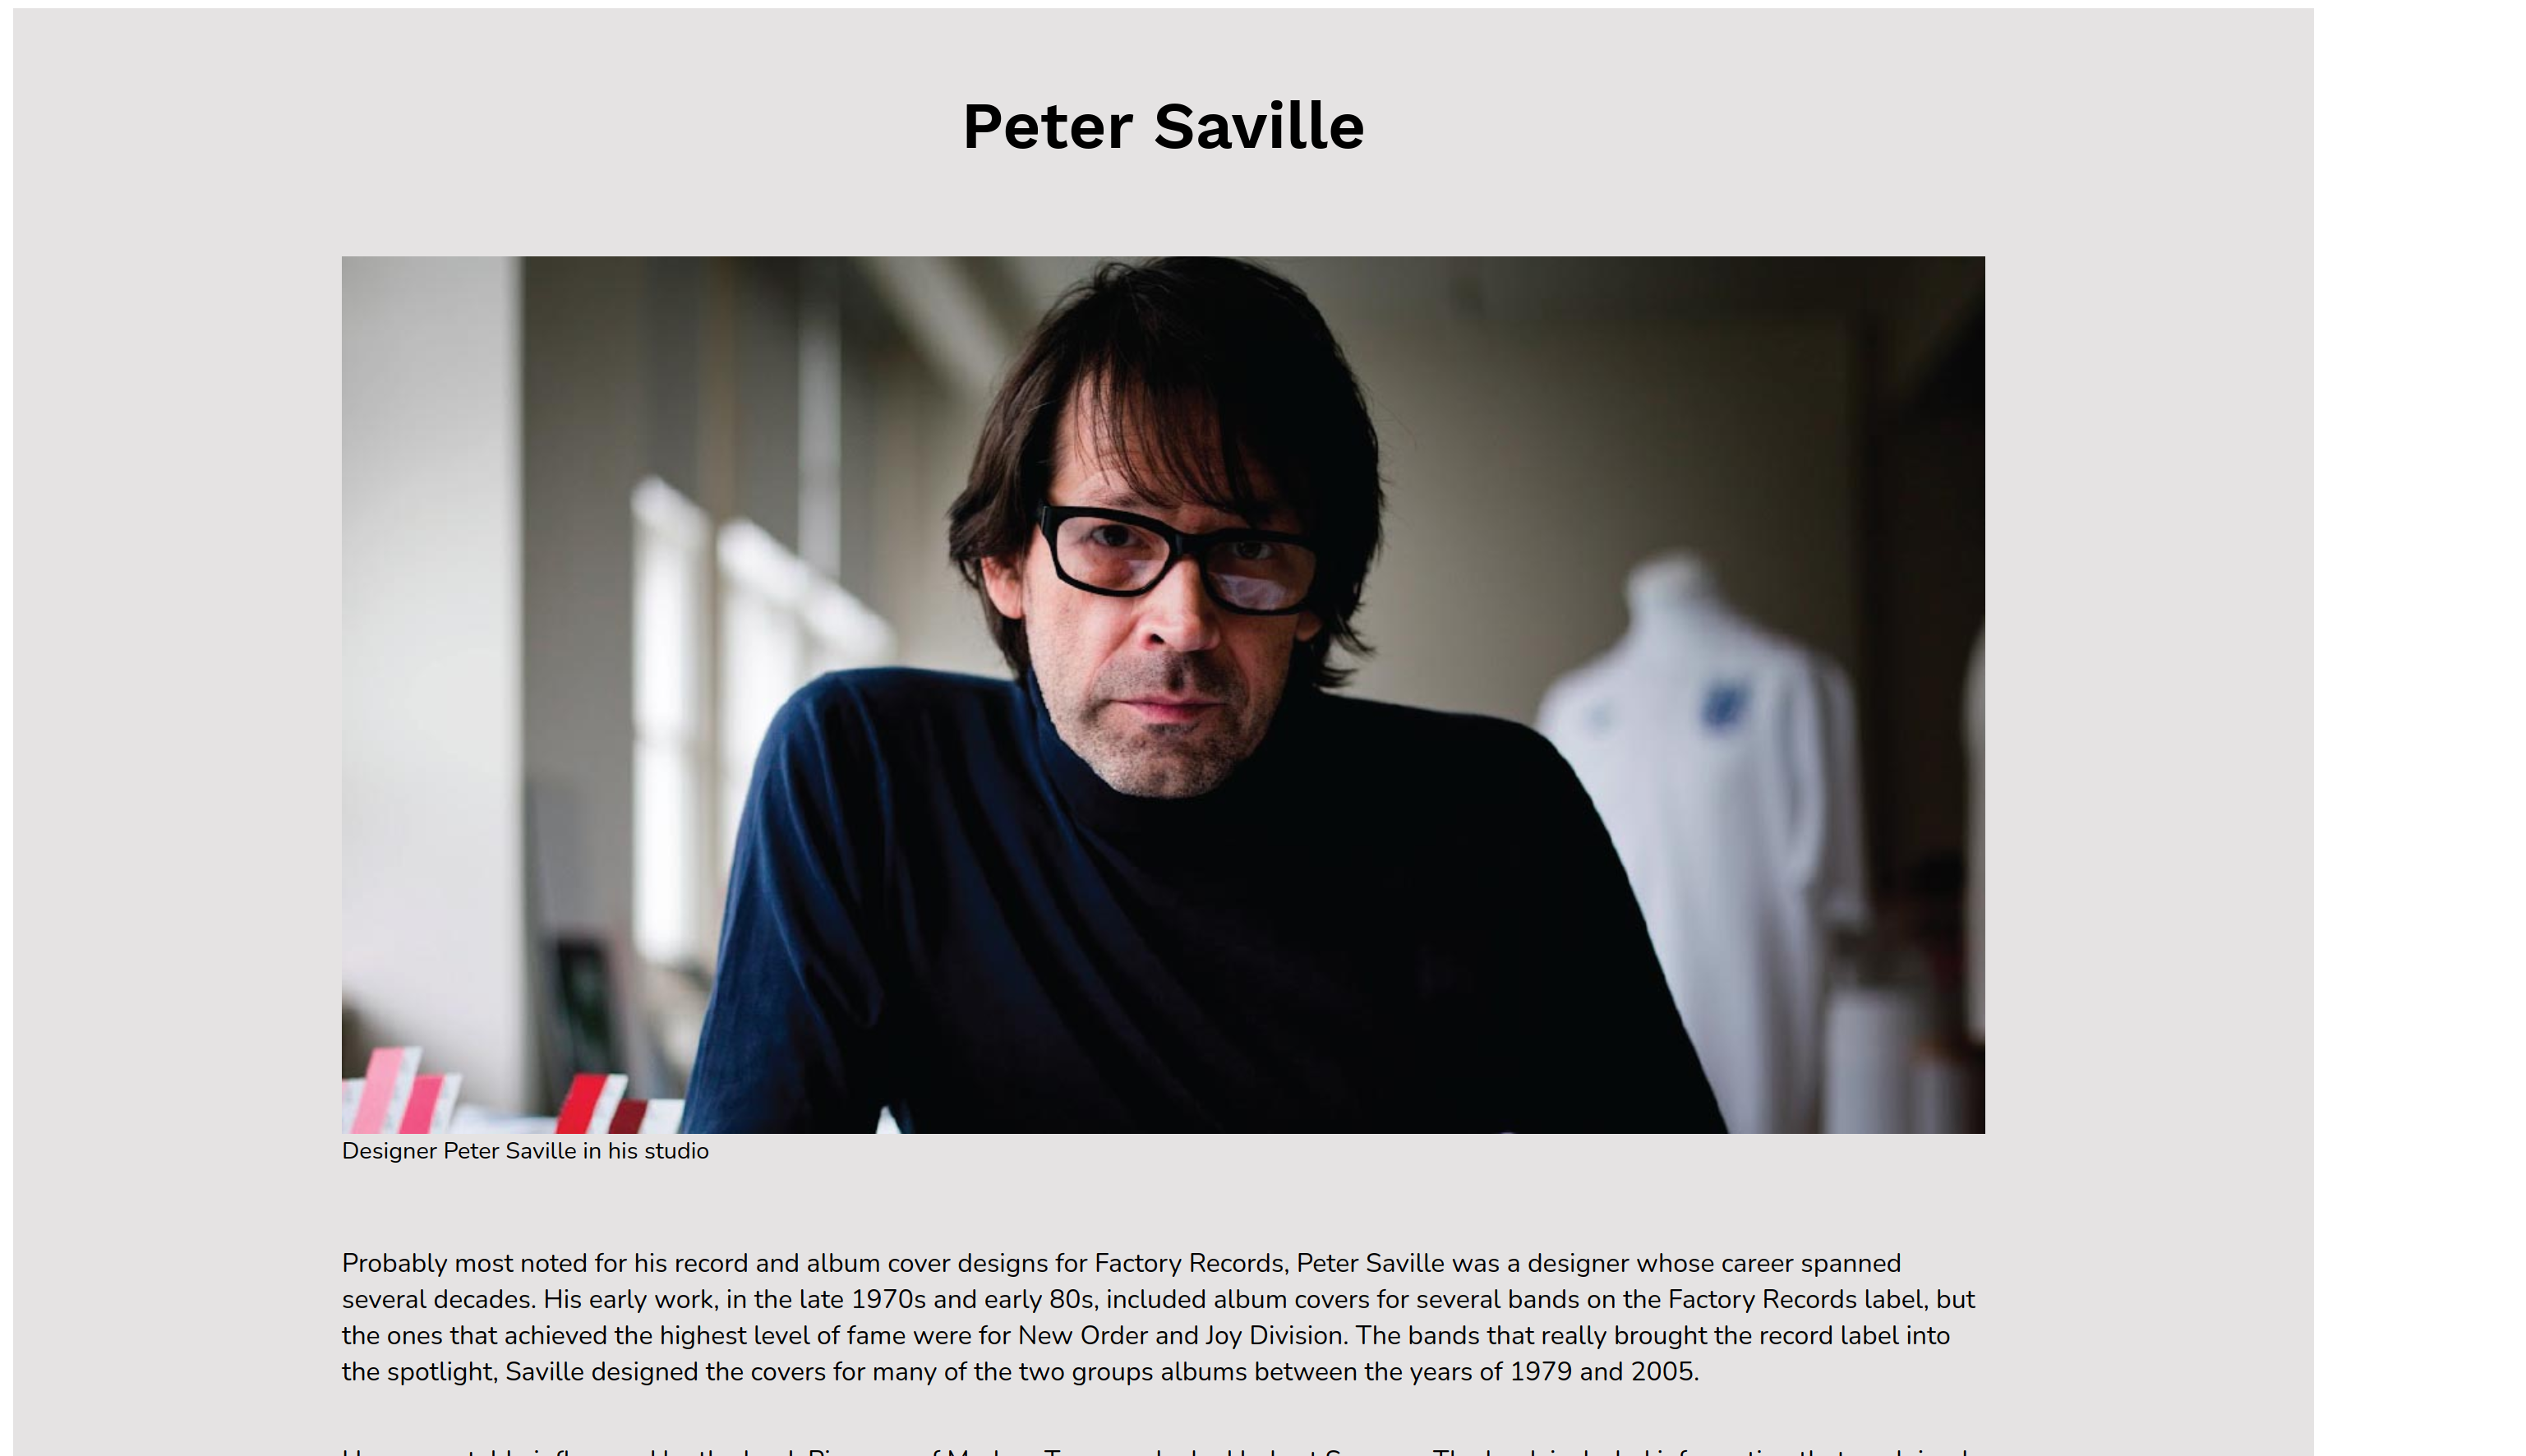 Peter Saville
Designer Peter Saville in his studio
Probably most noted for his record and album cover designs for Factory Records, Peter Saville was a designer whose career spanned
several decades. His early work, in the late 1970s and early 80s, included album covers for several bands on the Factory Records label, but
the ones that achieved the highest level of fame were for New Order and Joy Division. The bands that really brought the record label into
the spotlight, Saville designed the covers for many of the two groups albums between the years of 1979 and 2005.